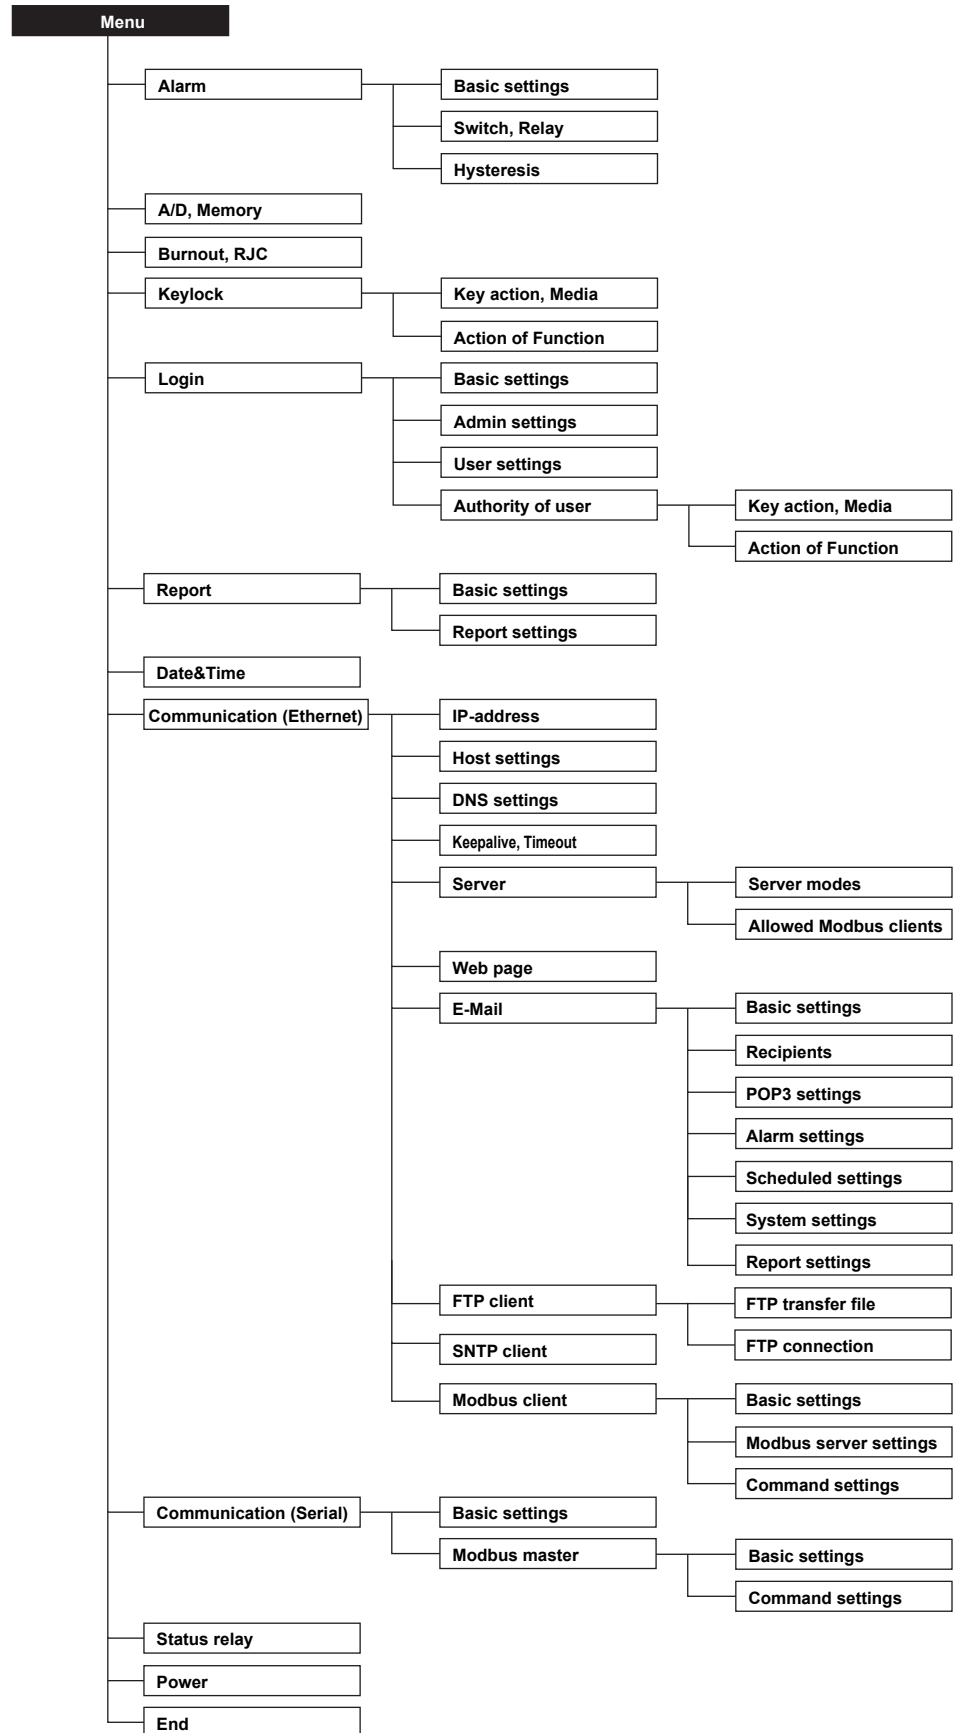 Menu
Alarm
Basic settings
Switch, Relay
Hysteresis
A/D, Memory
Burnout, RJC
Keylock
Key action, Media
Action of Function
Login
Basic settings
Admin settings
User settings
Authority of user
Key action, Media
Action of Function
Report
Basic settings
Report settings
Date&Time
Communication (Ethernet)
IP-address
Host settings
DNS settings
Keepalive, Timeout
Server
Server modes
Allowed Modbus clients
Web page
E-Mail
Basic settings
Recipients
POP3 settings
Alarm settings
Scheduled settings
System settings
Report settings
FTP client
FTP transfer file
FTP connection
SNTP client
Modbus client
Basic settings
Modbus server settings
Command settings
Communication (Serial)
Basic settings
Modbus master
Basic settings
Command settings
Status relay
Power
End